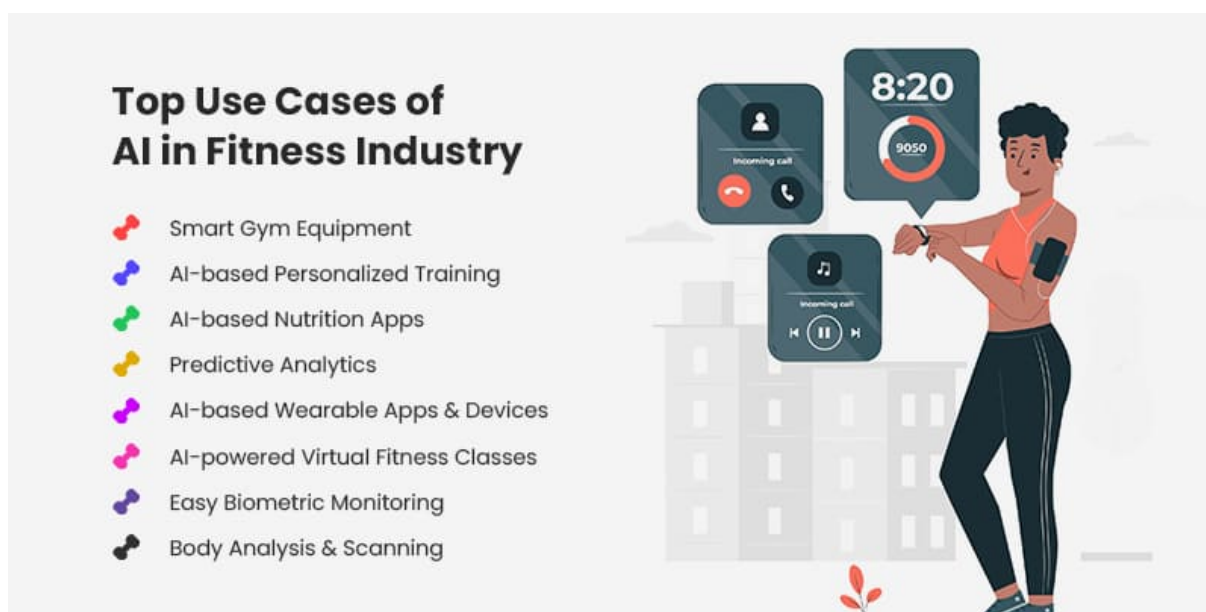 Top Use Cases of
AI in Fitness Industry
Smart Gym Equipment
AI-based Personalized Training
AI-based Nutrition Apps
Predictive Analytics
AI-based Wearable Apps & Devices
AI-powered Virtual Fitness Classes
Easy Biometric Monitoring
Body Analysis & Scanning
8:20
9050
Incoming call
Incoming call